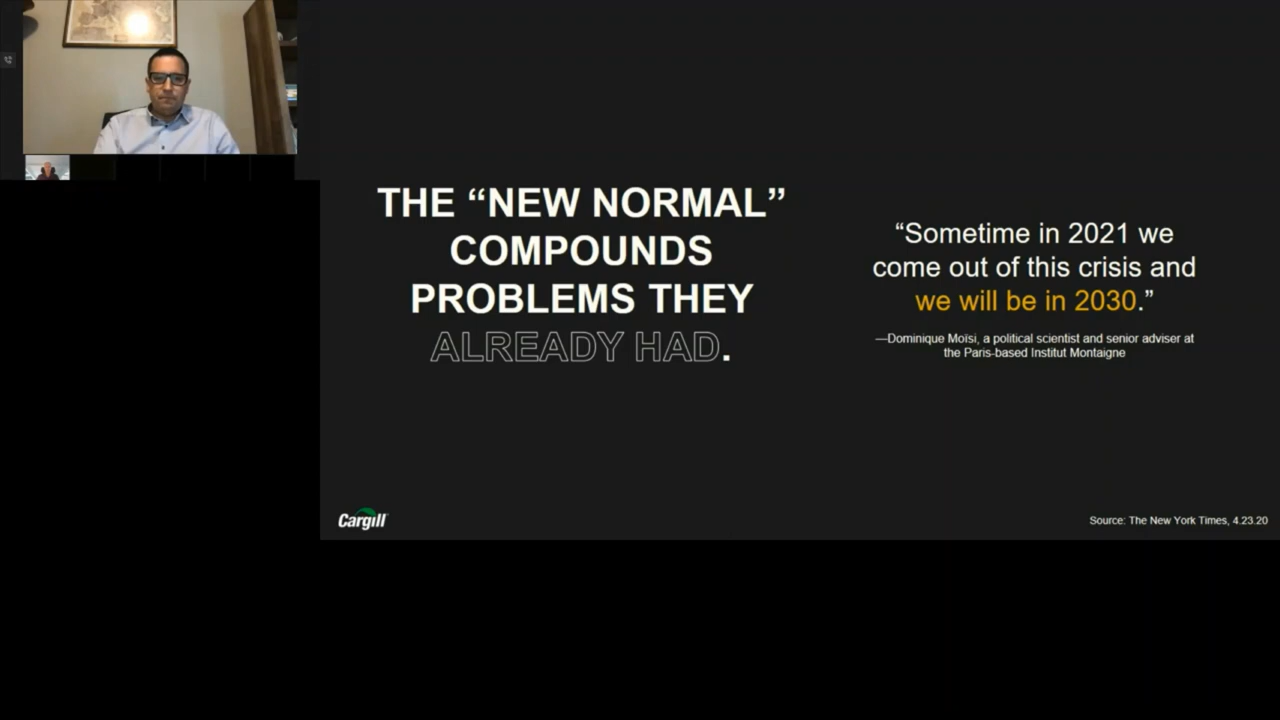 THE “NEW NORMAL”
COMPOUNDS
PROBLEMS THEY
ALREADY HAD.
“Sometime in 2021 we
come out of this crisis and
we will be in 2030.”
—Dominique Moïsi, a political scientist and senior adviser at
the Paris-based Institut Montaigne
Cargill
Source: The New York Times, 4.23.20